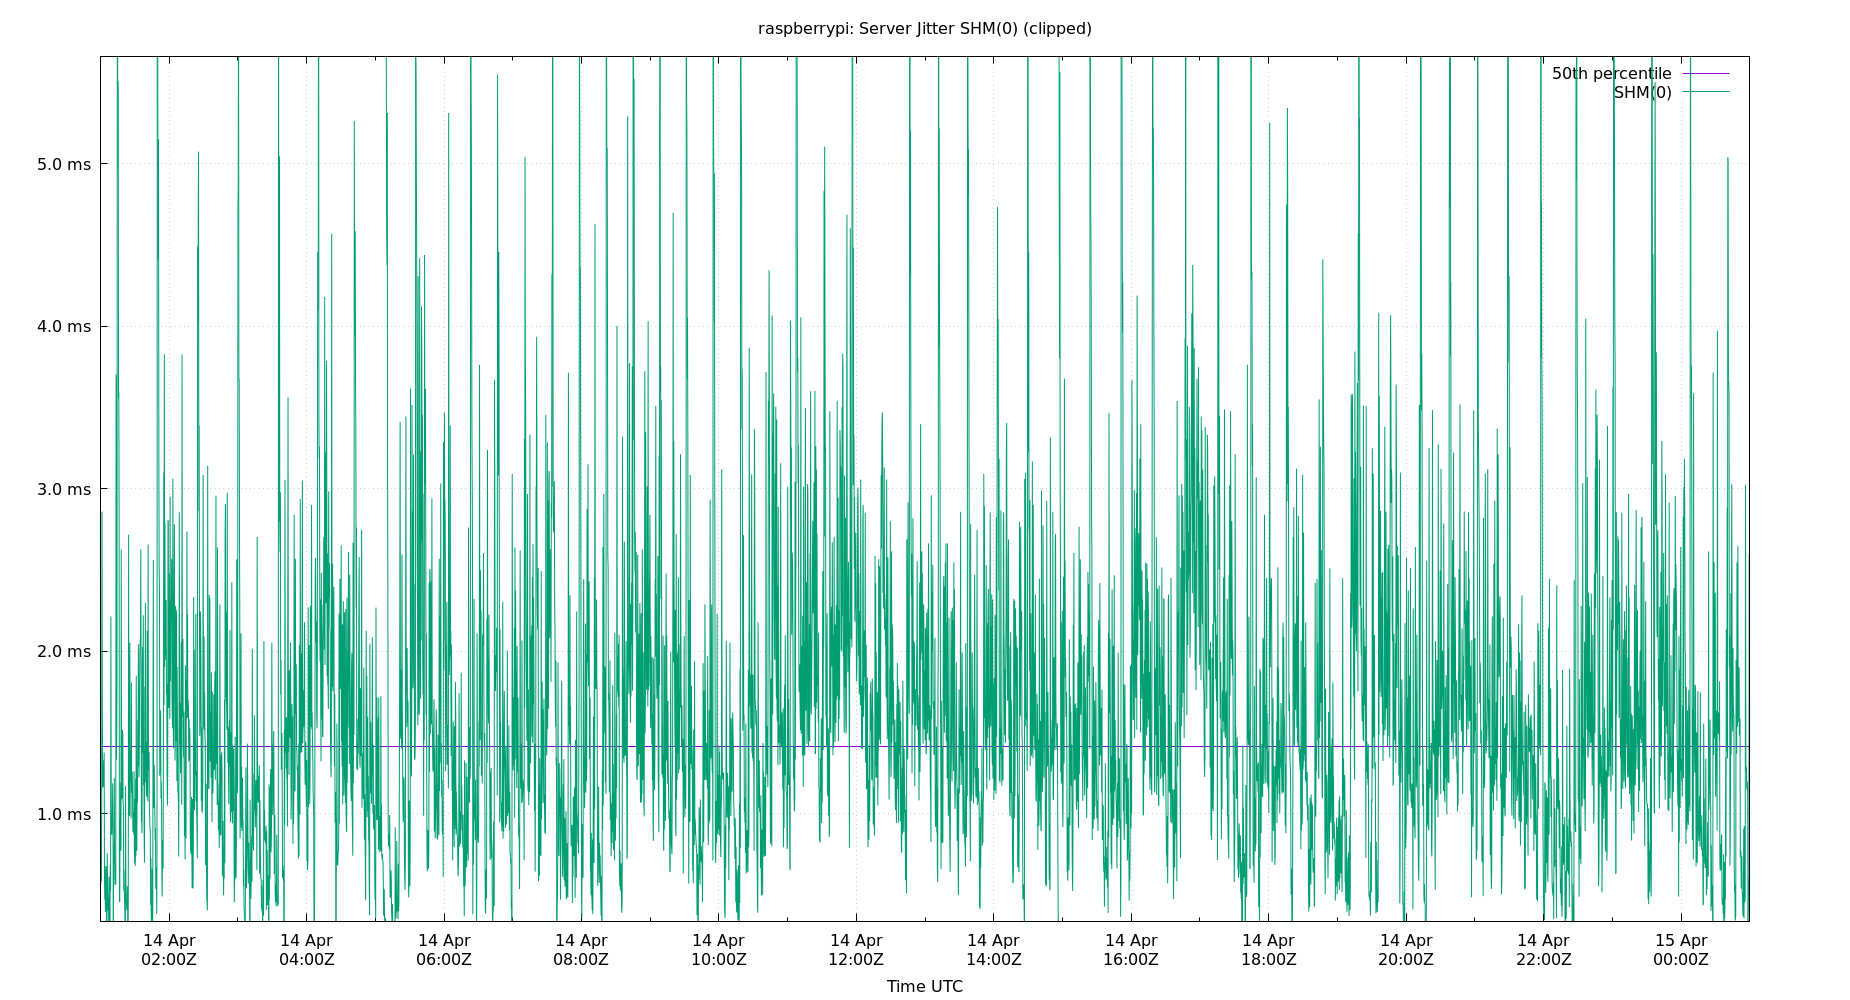 raspberrypi: Server Jitter SHM(0) (clipped)
50th percentile
SHM(0)
5.0 ms
4.0 ms
3.0 ms
2.0 ms
1.0 ms
14 Apr 14 Apr 14 Apr 14 Apr 14 Apr 14 Apr 14 Apr 14 Apr 14 Apr 14 Apr 14 Apr 15 Apr
02:00Z 04:00Z 06:00Z 08:00Z 10:00Z 12:00Z 14:00Z 16:00Z 18:00Z 20:00Z 22:00Z 00:00Z
Time UTC